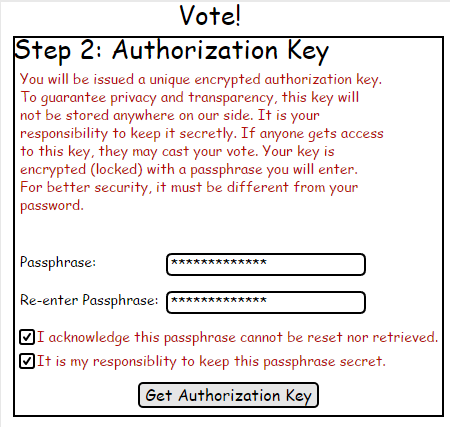 Vote!
Step 2: Authorization Key
You will be issued a unique encrypted authorization key.
To guarantee privacy and transparency, this key will
not be stored anywhere on our side. It is your
responsibility to keep it secretly. If anyone gets access
to this key, they may cast your vote. Your key is
encrypted (locked) with a passphrase you will enter.
For better security, it must be different from your
password.
Passphrase: *************
Re-enter Passphrase: *************
I acknowledge this passphrase cannot be reset nor retrieved.
It is my responsiblity to keep this passphrase secret.
Get Authorization Key